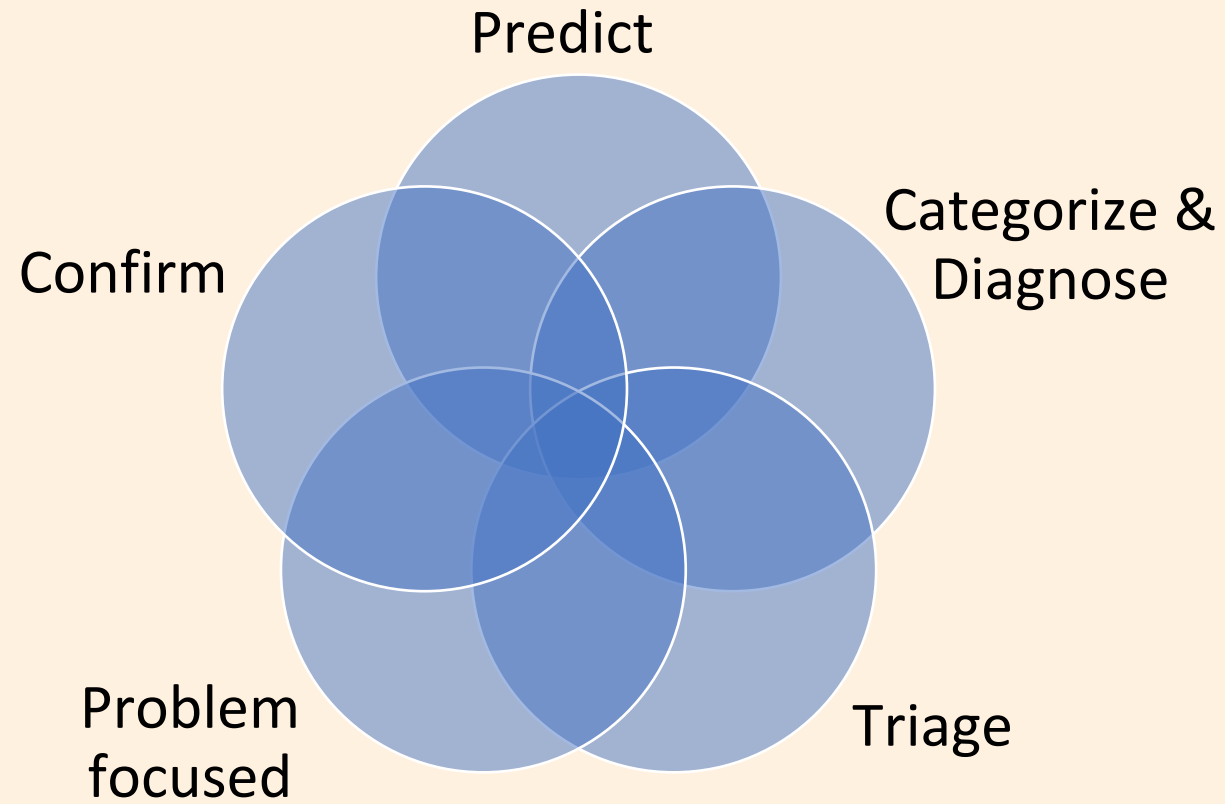 Predict
Categorize &
Diagnose
Confirm
Problem
focused
Triage